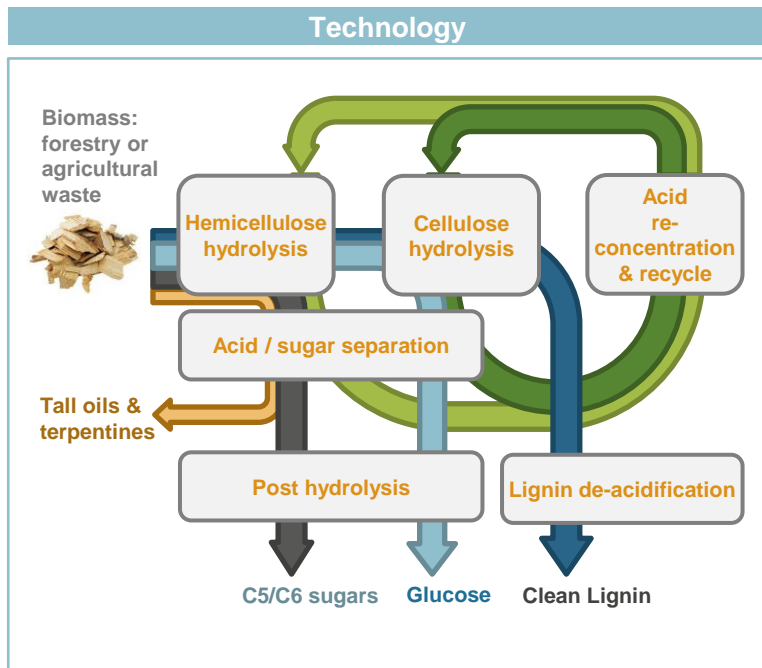 Technology
Biomass:
forestry or
agricultural
waste
Hemicellulose
hydrolysis
Cellulose
hydrolysis
Acid
re-
concentration
& recycle
Acid / sugar separation
Tall oils &
terpentines
Post hydrolysis
Lignin de-acidification
C5/C6 sugars
Glucose
Clean Lignin